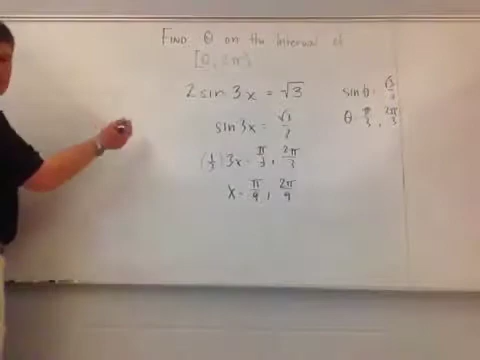 Find θ on the interval of
[0, 2π)
2 sin 3x = √3
sin 3x = √3/2
(1/3) 3x = π/3, 2π/3
x = π/9, 2π/9
sin θ = √3/2
θ = π/3, 2π/3